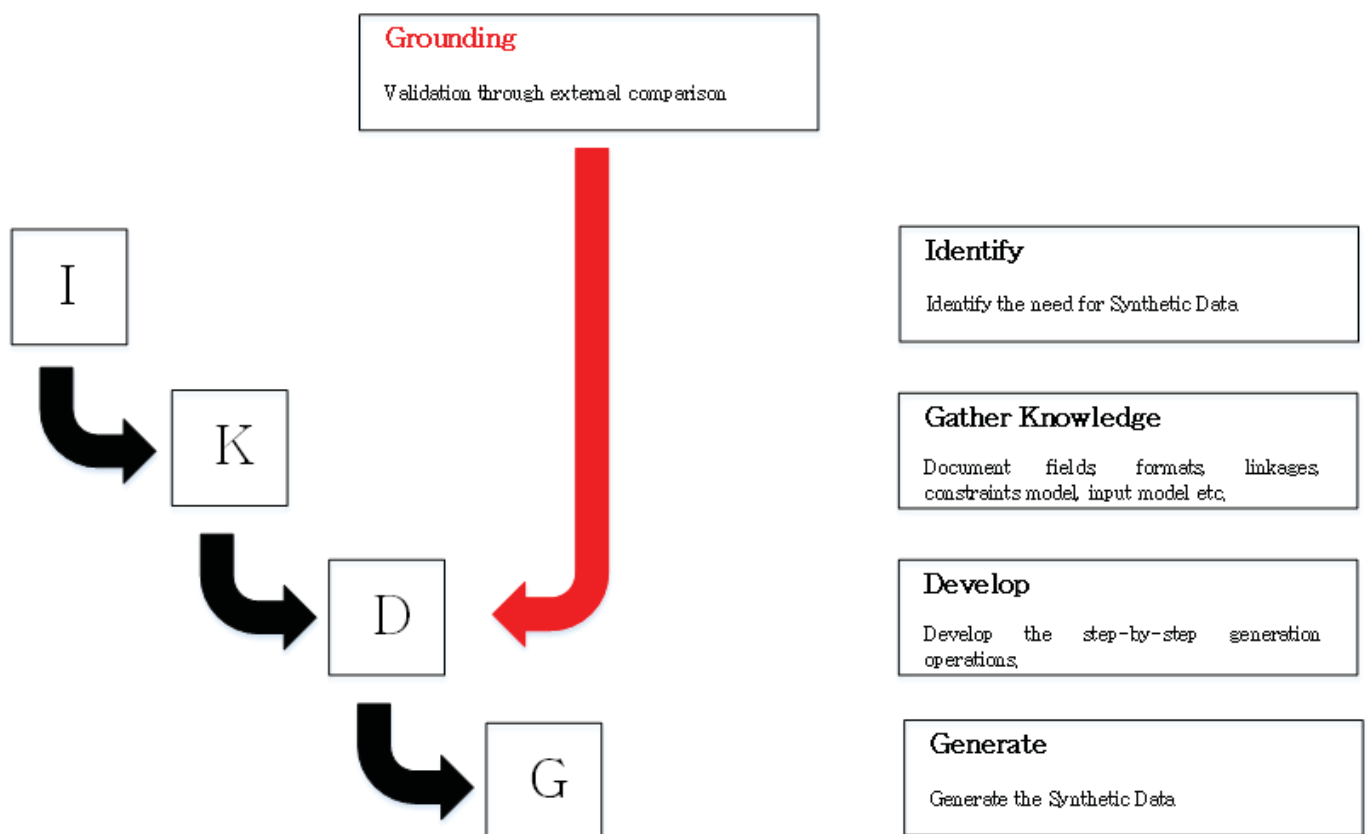 Grounding
Validation through external comparison
I
Identify
Identify the need for Synthetic Data
K
Gather Knowledge
Document fields, formats, linkages,
constraints model, input model etc,
D
Develop
Develop the step-by-step generation
operations,
G
Generate
Generate the Synthetic Data